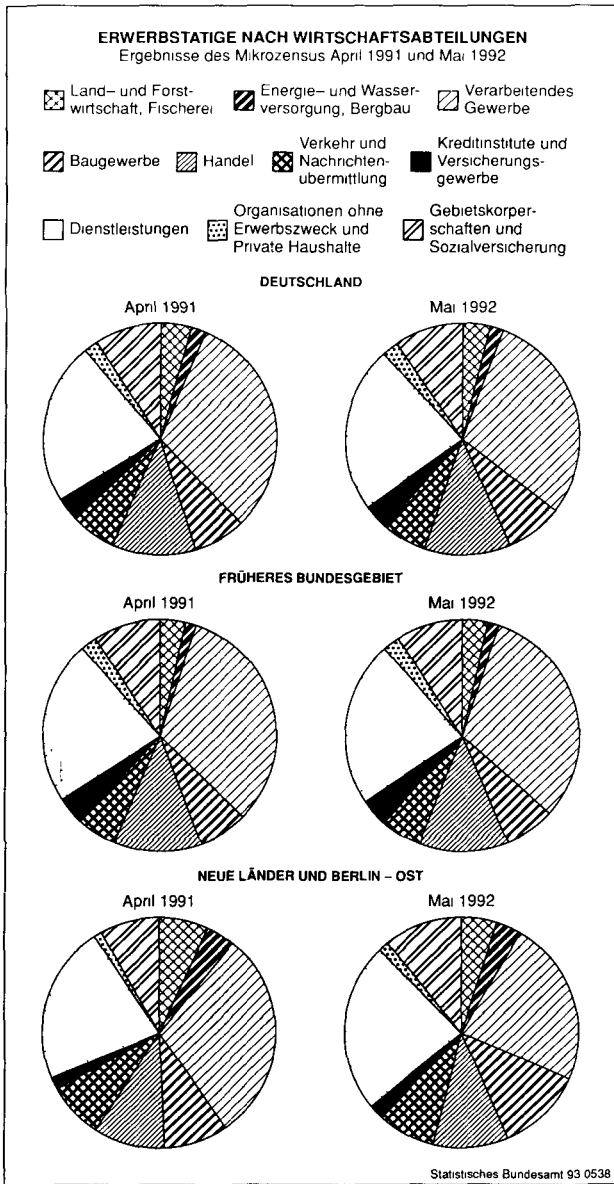 ERWERBSTATIGE NACH WIRTSCHAFTSABTEILUNGEN
Ergebnisse des Mikrozensus April 1991 und Mai 1992
Land– und Forst-
wirtschaft, Fischerei
Energie– und Wasser-
versorgung, Bergbau
Verarbeitendes
Gewerbe
Baugewerbe
Handel
Verkehr und
Nachrichten-
ubermittlung
Kreditinstitute und
Versicherungs-
gewerbe
Dienstleistungen
Organisationen ohne
Erwerbszweck und
Private Haushalte
Gebietskorper-
schaften und
Sozialversicherung
DEUTSCHLAND
April 1991
Mai 1992
FRÜHERES BUNDESGEBIET
April 1991
Mai 1992
NEUE LÄNDER UND BERLIN – OST
April 1991
Mai 1992
Statistisches Bundesamt 93 0538